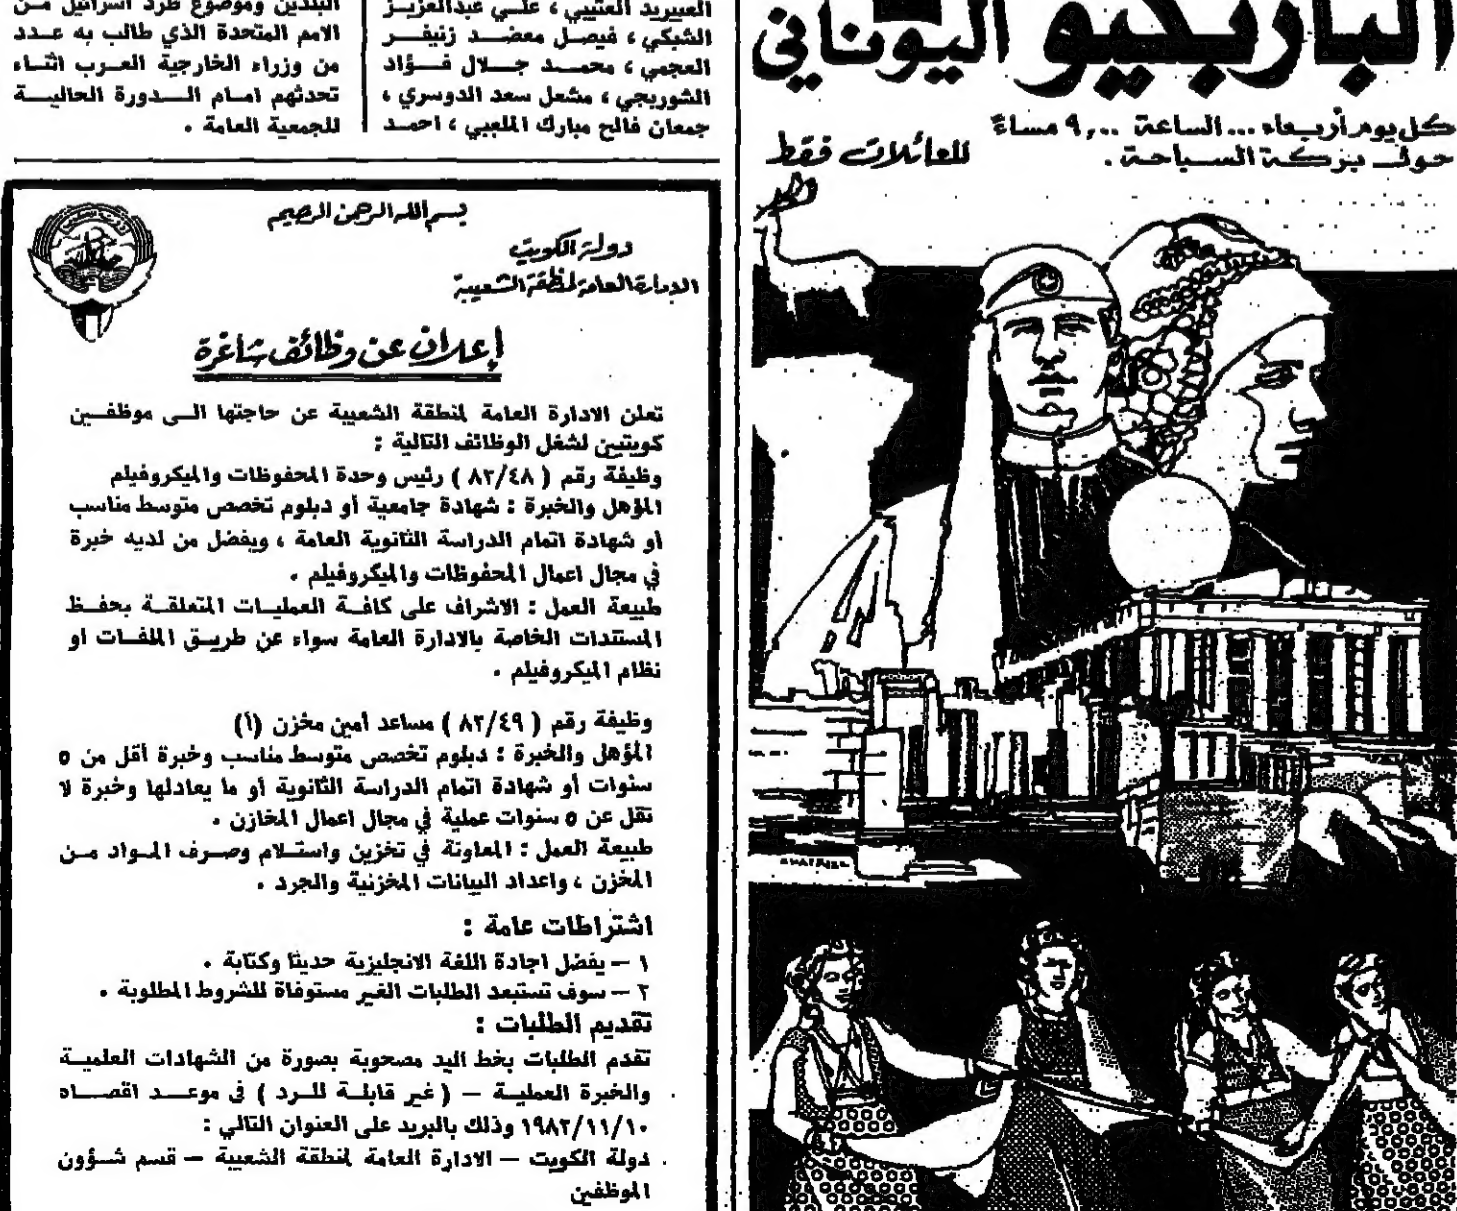 الباربكيو اليوناني
كل يوم أربعاء... الساعة ٩,٠٠ مساءً
حول بركة السباحة.
للعائلات فقط
العبيريد العتيبي ، علي عبدالعزيز
الشبكي ، فيصل معضد زنيفر
العجمي ، محمد جلال فؤاد
الشوربجي ، مشعل سعد الدوسري ،
جمعان فالح مبارك الملعبي ، احمد
البلدين وموضوع طرد اسرائيل من
الامم المتحدة الذي طالب به عدد
من وزراء الخارجية العرب اثناء
تحدثهم امام الدورة الحالية
للجمعية العامة .
بسم الله الرحمن الرحيم
دولة الكويت
الإدارة العامة لمنطقة الشعيبة
إعلان عن وظائف شاغرة
تعلن الادارة العامة لمنطقة الشعيبة عن حاجتها الى موظفين
كويتيين لشغل الوظائف التالية :
وظيفة رقم ( ٨٢/٤٨ ) رئيس وحدة المحفوظات والميكروفيلم
المؤهل والخبرة : شهادة جامعية أو دبلوم تخصص متوسط مناسب
أو شهادة اتمام الدراسة الثانوية العامة ، ويفضل من لديه خبرة
في مجال اعمال المحفوظات والميكروفيلم .
طبيعة العمل : الاشراف على كافة العمليات المتعلقة بحفظ
المستندات الخاصة بالادارة العامة سواء عن طريق الملفات او
نظام الميكروفيلم .
وظيفة رقم ( ٨٢/٤٩ ) مساعد أمين مخزن (أ)
المؤهل والخبرة : دبلوم تخصص متوسط مناسب وخبرة أقل من ٥
سنوات أو شهادة اتمام الدراسة الثانوية أو ما يعادلها وخبرة لا
تقل عن ٥ سنوات عملية في مجال اعمال المخازن .
طبيعة العمل : المعاونة في تخزين واستلام وصرف المواد من
المخزن ، واعداد البيانات المخزنية والجرد .
اشتراطات عامة :
١ – يفضل اجادة اللغة الانجليزية حديثا وكتابة .
٢ – سوف تستبعد الطلبات الغير مستوفاة للشروط المطلوبة .
تقديم الطلبات :
تقدم الطلبات بخط اليد مصحوبة بصورة من الشهادات العلمية
والخبرة العملية – ( غير قابلة للرد ) في موعد اقصاه
١٩٨٢/١١/١٠ وذلك بالبريد على العنوان التالي :
دولة الكويت – الادارة العامة لمنطقة الشعيبة – قسم شؤون
الموظفين